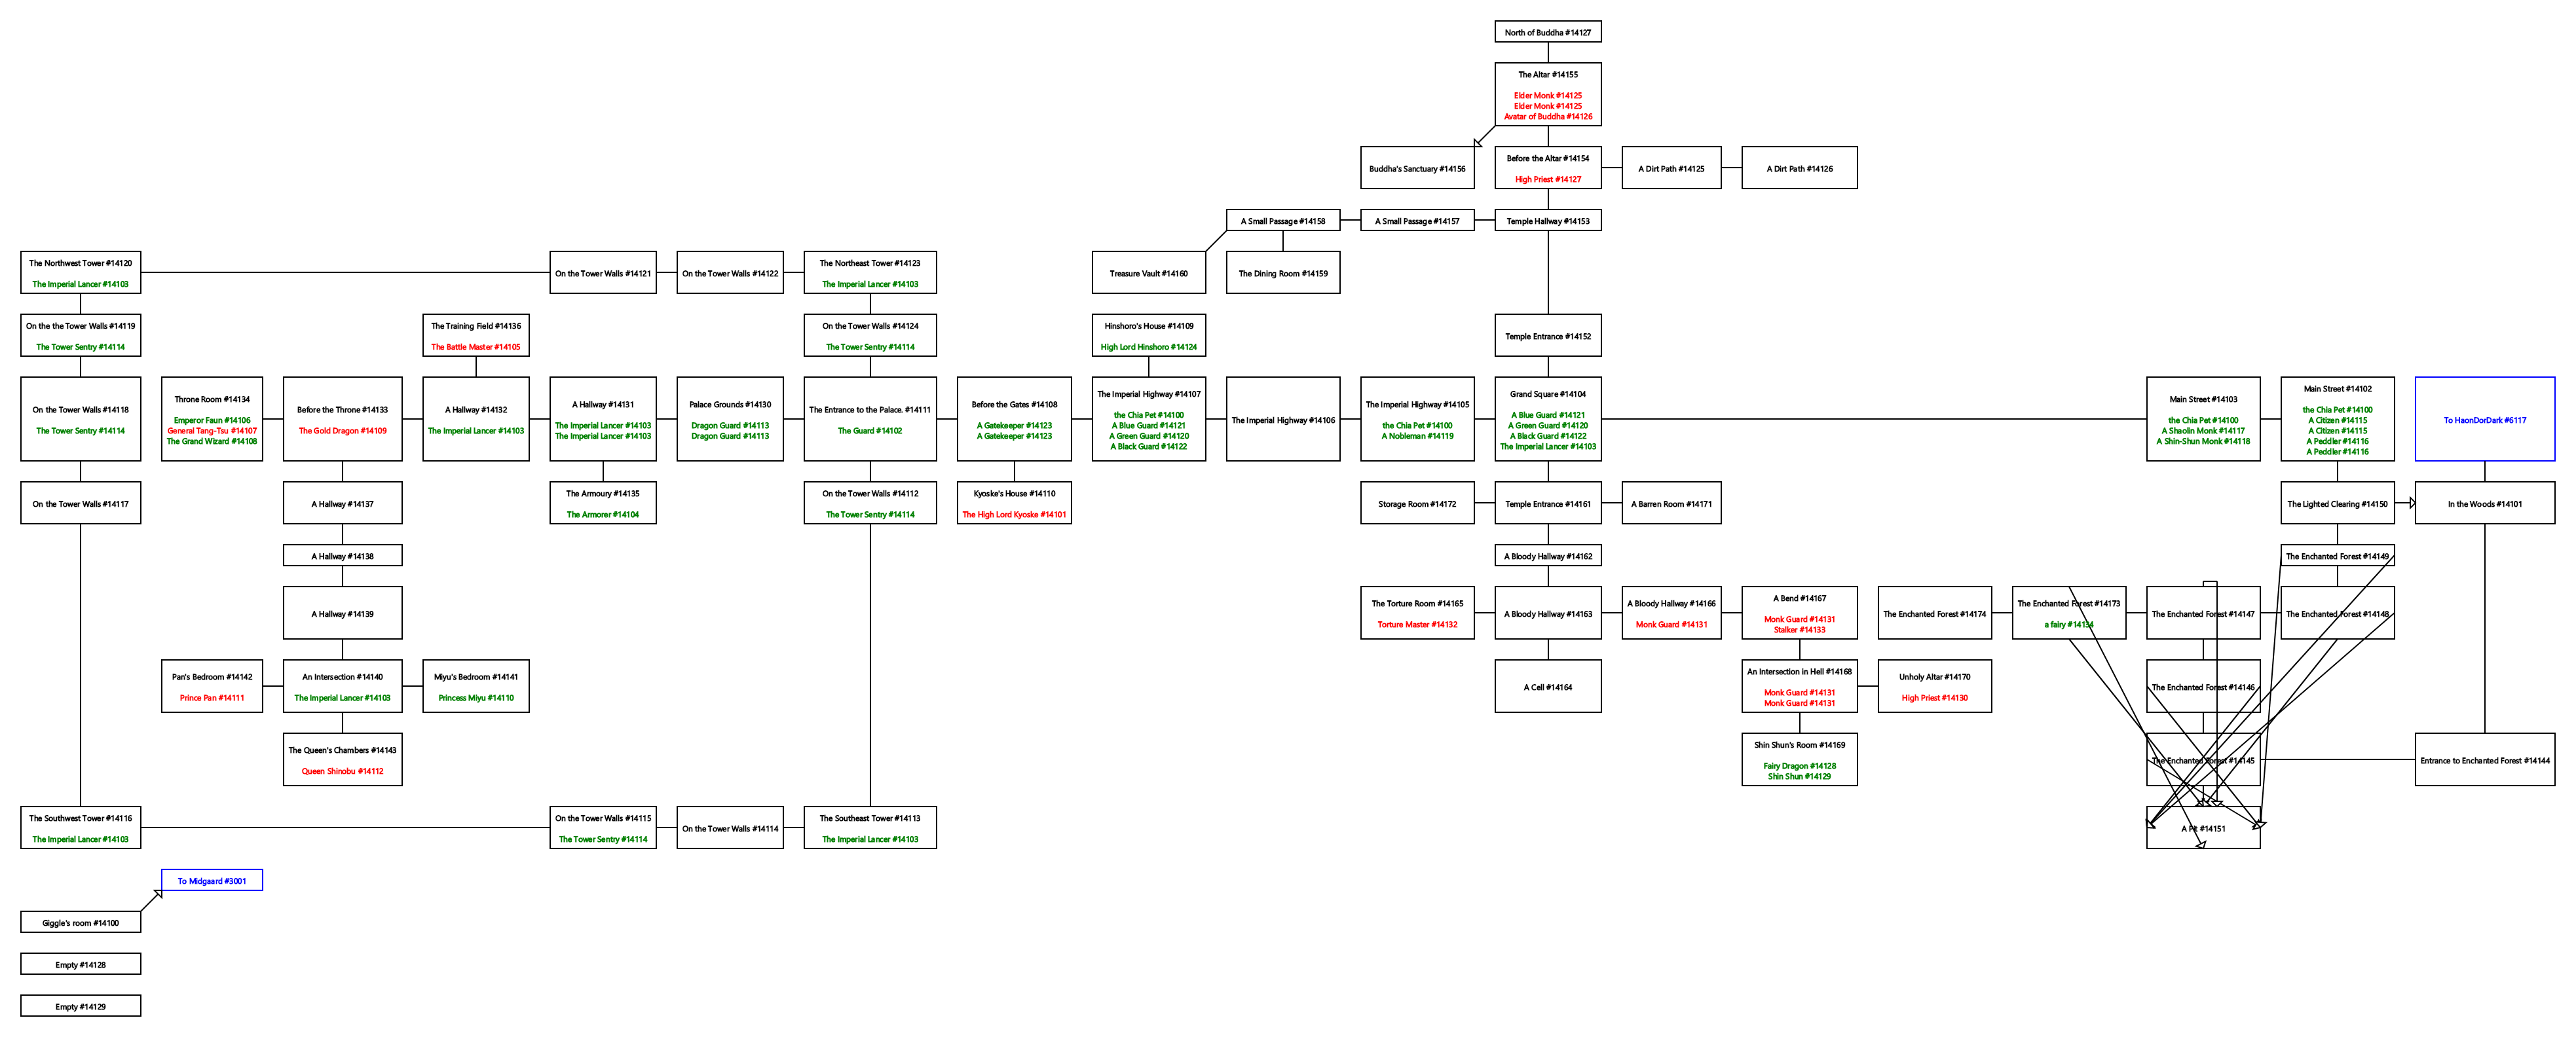 North of Buddha #14127
The Altar #14155
Elder Monk #14125
Elder Monk #14125
Avatar of Buddha #14126
Buddha's Sanctuary #14156
Before the Altar #14154
High Priest #14127
A Dirt Path #14125
A Dirt Path #14126
A Small Passage #14158
A Small Passage #14157
Temple Hallway #14153
The Northwest Tower #14120
The Imperial Lancer #14103
On the Tower Walls #14121
On the Tower Walls #14122
The Northeast Tower #14123
The Imperial Lancer #14103
Treasure Vault #14160
The Dining Room #14159
On the the Tower Walls #14119
The Tower Sentry #14114
The Training Field #14136
The Battle Master #14105
On the Tower Walls #14124
The Tower Sentry #14114
Hinshoro's House #14109
High Lord Hinshoro #14124
Temple Entrance #14152
On the Tower Walls #14118
The Tower Sentry #14114
Throne Room #14134
Emperor Faun #14106
General Tang-Tsu #14107
The Grand Wizard #14108
Before the Throne #14133
The Gold Dragon #14109
A Hallway #14132
The Imperial Lancer #14103
A Hallway #14131
The Imperial Lancer #14103
The Imperial Lancer #14103
Palace Grounds #14130
Dragon Guard #14113
Dragon Guard #14113
The Entrance to the Palace. #14111
The Guard #14102
Before the Gates #14108
A Gatekeeper #14123
A Gatekeeper #14123
The Imperial Highway #14107
the Chia Pet #14100
A Blue Guard #14121
A Green Guard #14120
A Black Guard #14122
The Imperial Highway #14106
The Imperial Highway #14105
the Chia Pet #14100
A Nobleman #14119
Grand Square #14104
A Blue Guard #14121
A Green Guard #14120
A Black Guard #14122
The Imperial Lancer #14103
Main Street #14103
the Chia Pet #14100
A Shaolin Monk #14117
A Shin-Shun Monk #14118
Main Street #14102
the Chia Pet #14100
A Citizen #14115
A Citizen #14115
A Peddler #14116
A Peddler #14116
To HaonDorDark #6117
On the Tower Walls #14117
A Hallway #14137
The Armoury #14135
The Armorer #14104
On the Tower Walls #14112
The Tower Sentry #14114
Kyoske's House #14110
The High Lord Kyoske #14101
Storage Room #14172
Temple Entrance #14161
A Barren Room #14171
The Lighted Clearing #14150
In the Woods #14101
A Hallway #14138
A Bloody Hallway #14162
The Enchanted Forest #14149
A Hallway #14139
The Torture Room #14165
Torture Master #14132
A Bloody Hallway #14163
A Bloody Hallway #14166
Monk Guard #14131
A Bend #14167
Monk Guard #14131
Stalker #14133
The Enchanted Forest #14174
The Enchanted Forest #14173
a fairy #14134
The Enchanted Forest #14147
The Enchanted Forest #14148
Pan's Bedroom #14142
Prince Pan #14111
An Intersection #14140
The Imperial Lancer #14103
Miyu's Bedroom #14141
Princess Miyu #14110
A Cell #14164
An Intersection in Hell #14168
Monk Guard #14131
Monk Guard #14131
Unholy Altar #14170
High Priest #14130
The Enchanted Forest #14146
The Queen's Chambers #14143
Queen Shinobu #14112
Shin Shun's Room #14169
Fairy Dragon #14128
Shin Shun #14129
The Enchanted Forest #14145
Entrance to Enchanted Forest #14144
The Southwest Tower #14116
The Imperial Lancer #14103
On the Tower Walls #14115
The Tower Sentry #14114
On the Tower Walls #14114
The Southeast Tower #14113
The Imperial Lancer #14103
A Pit #14151
To Midgaard #3001
Giggle's room #14100
Empty #14128
Empty #14129